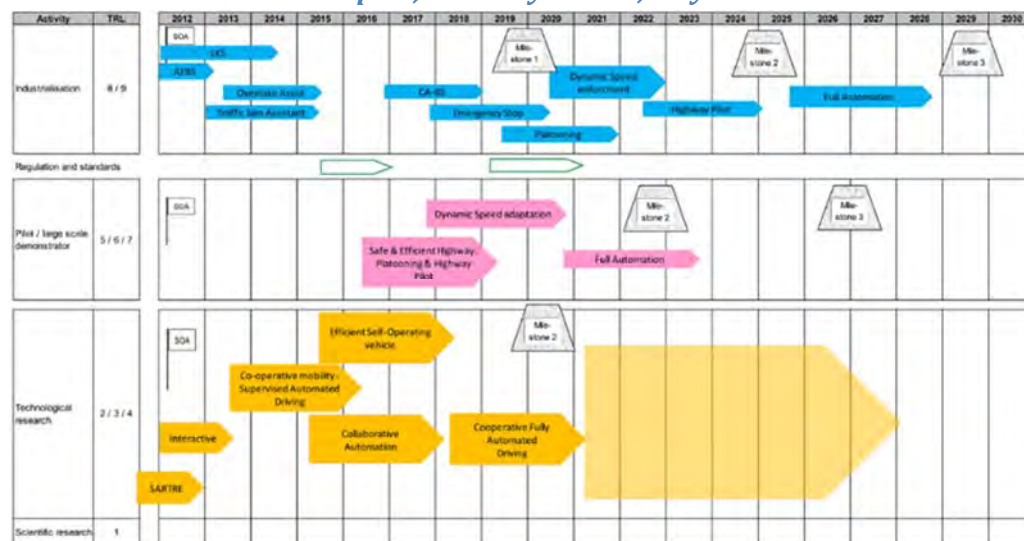 Activity TRL 2012 2013 2014 2015 2016 2017 2018 2019 2020 2021 2022 2023 2024 2025 2026 2027 2028 2029 2030
SOA
LKS
AEBS
Overtake Assist
Traffic Jam Assistant
CA-BS
Emergency Stop
Platooning
Dynamic Speed
enforcment
Highway Pilot
Full Automation
Mile-
stone 1
Mile-
stone 2
Mile-
stone 3
Industrialisation
8 / 9
Regulation and standards
SOA
Pilot / large scale
demonstrator
5 / 6 / 7
Dynamic Speed adaptation
Safe & Efficient Highway:
Platooning & Highway
Pilot
Full Automation
Mile-
stone 2
Mile-
stone 3
SOA
Technological
research
2 / 3 / 4
Efficient Self-Operating
vehicle
Co-operative mobility -
Supervised Automated
Driving
Interactive
Collaborative
Automation
Cooperative Fully
Automated
Driving
SARTRE
Mile-
stone 2
Scientific research
1